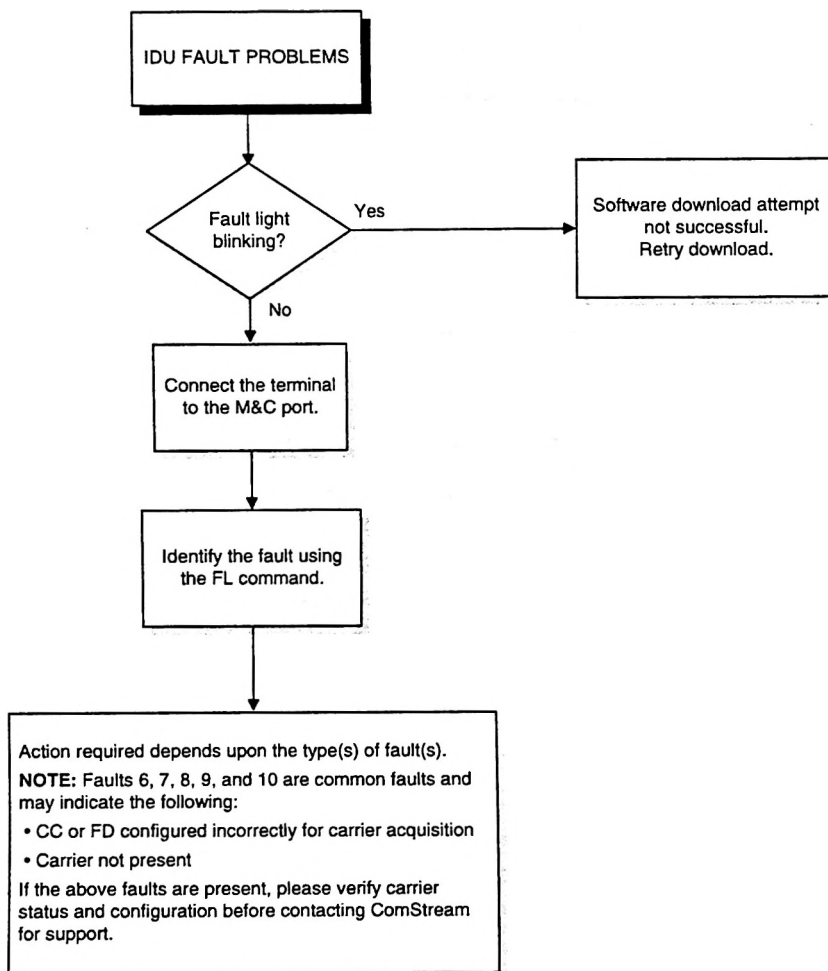 IDU FAULT PROBLEMS
Fault light
blinking?
Yes
Software download attempt
not successful.
Retry download.
No
Connect the terminal
to the M&C port.
Identify the fault using
the FL command.
Action required depends upon the type(s) of fault(s).
NOTE: Faults 6, 7, 8, 9, and 10 are common faults and
may indicate the following:
• CC or FD configured incorrectly for carrier acquisition
• Carrier not present
If the above faults are present, please verify carrier
status and configuration before contacting ComStream
for support.